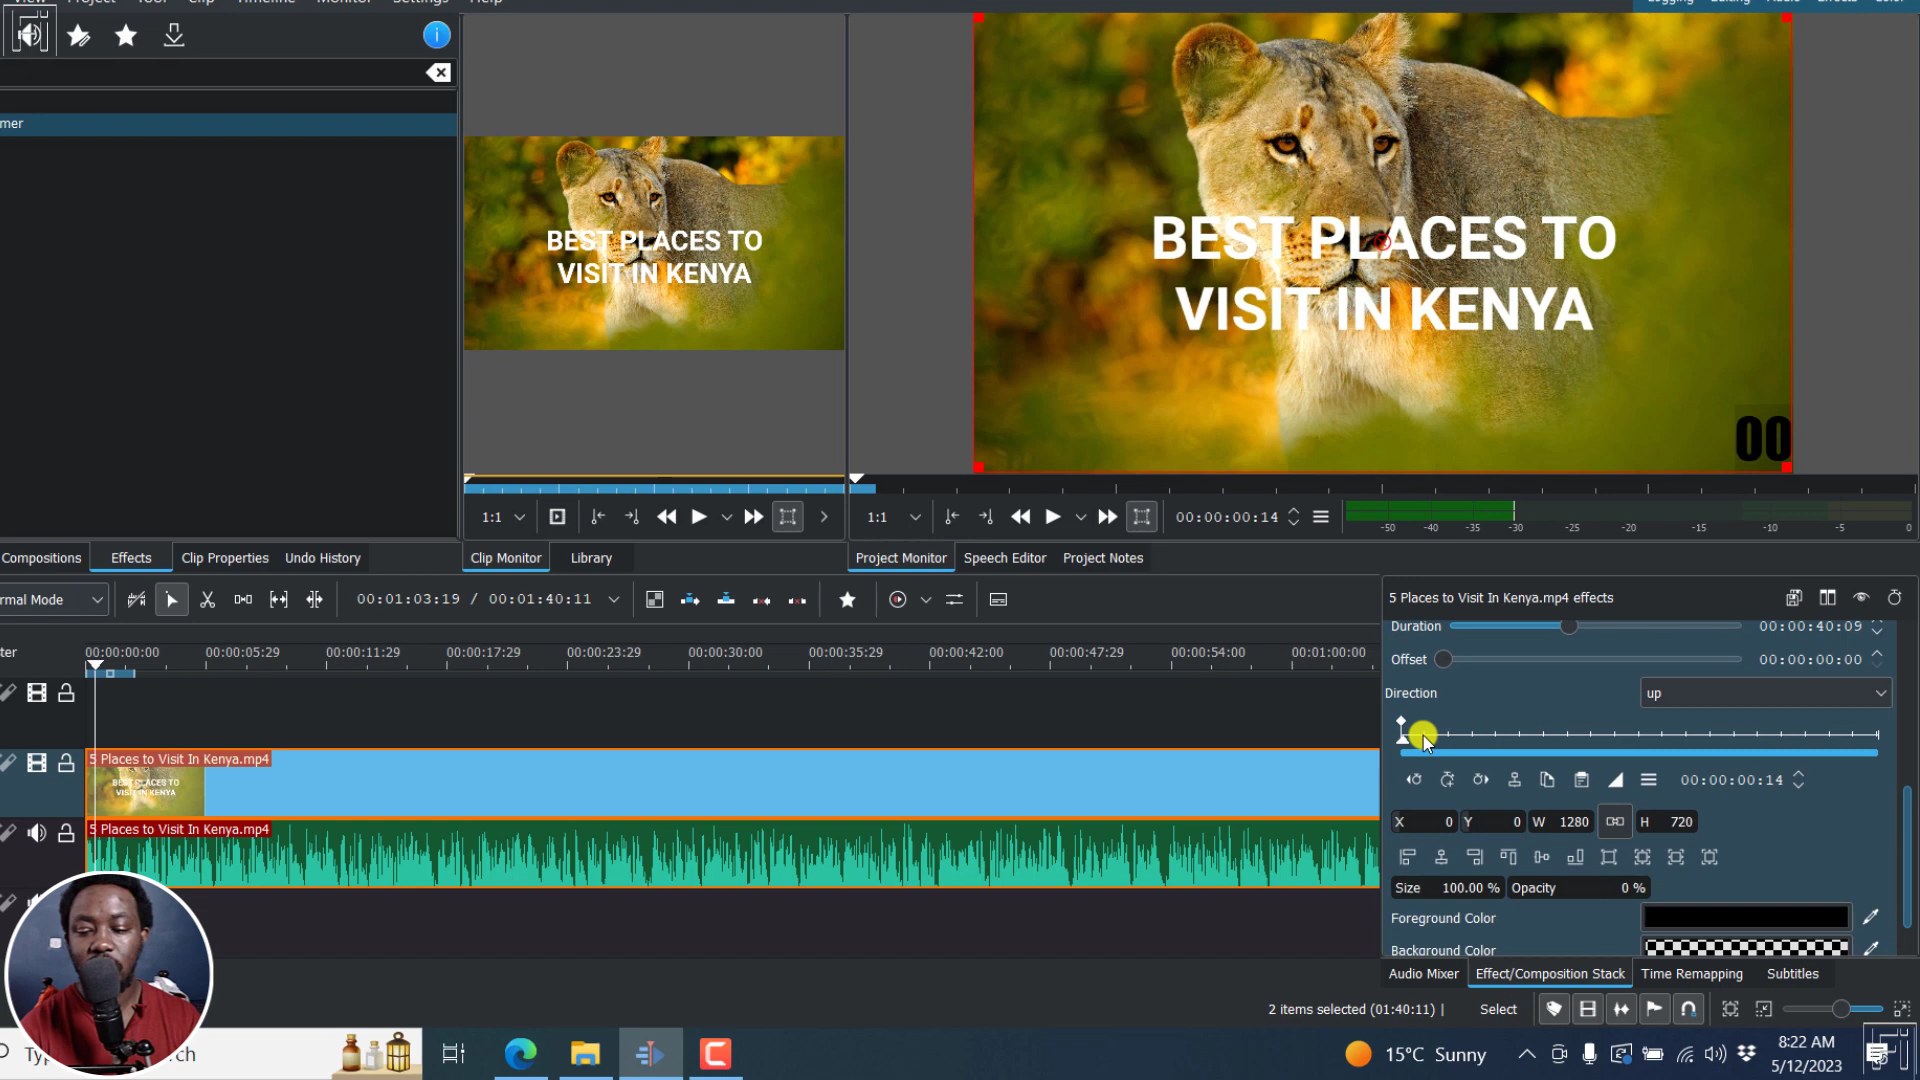 View Project Tool Clip Timeline Monitor Settings Help
Logging Editing Audio Effects Color
mer
BEST PLACES TO
VISIT IN KENYA
BEST PLACES TO
VISIT IN KENYA
00
1:1
1:1
00:00:00:14
-50 -40 -35 -30 -25 -20 -15 -10 -5 0
Compositions Effects Clip Properties Undo History
Clip Monitor Library
Project Monitor Speech Editor Project Notes
rmal Mode
00:01:03:19 / 00:01:40:11
5 Places to Visit In Kenya.mp4 effects
Duration 00:00:40:09
Offset 00:00:00:00
Direction up
ter
00:00:00:00 00:00:05:29 00:00:11:29 00:00:17:29 00:00:23:29 00:00:30:00 00:00:35:29 00:00:42:00 00:00:47:29 00:00:54:00 00:01:00:00
5 Places to Visit In Kenya.mp4
BEST PLACES TO
VISIT IN KENYA
5 Places to Visit In Kenya.mp4
00:00:00:14
X 0 Y 0 W 1280 H 720
Size 100.00 % Opacity 0 %
Foreground Color
Background Color
Audio Mixer Effect/Composition Stack Time Remapping Subtitles
2 items selected (01:40:11) | Select
Ty
rch
15°C Sunny
8:22 AM
5/12/2023